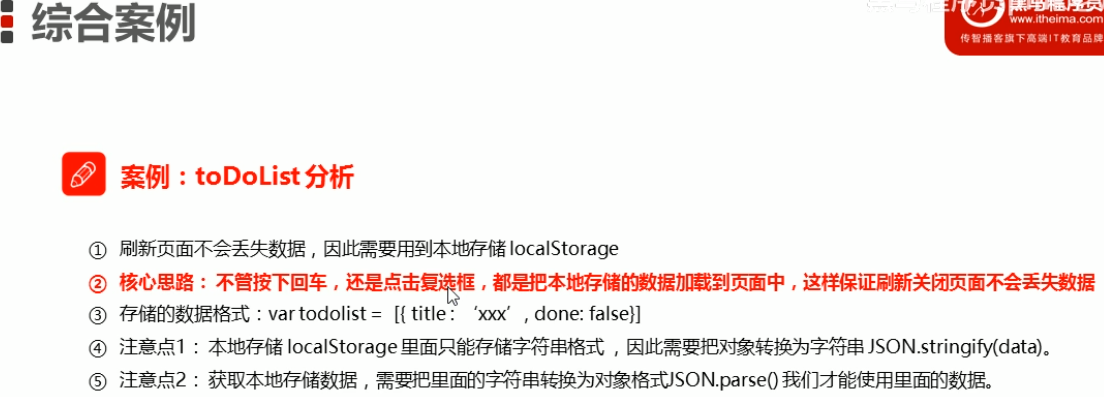 综合案例
www.itheima.com
传智播客旗下高端IT教育品牌
案例：toDoList 分析
① 刷新页面不会丢失数据，因此需要用到本地存储 localStorage
② 核心思路： 不管按下回车，还是点击复选框，都是把本地存储的数据加载到页面中，这样保证刷新关闭页面不会丢失数据
③ 存储的数据格式：var todolist = [{ title : ‘xxx’, done: false}]
④ 注意点1： 本地存储 localStorage 里面只能存储字符串格式 ，因此需要把对象转换为字符串 JSON.stringify(data)。
⑤ 注意点2： 获取本地存储数据，需要把里面的字符串转换为对象格式JSON.parse() 我们才能使用里面的数据。